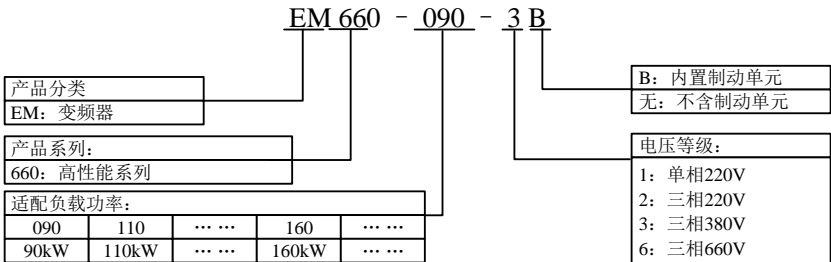 EM 660 - 090 - 3 B
产品分类
EM：变频器
产品系列：
660：高性能系列
适配负载功率：
090 110 … … 160 … …
90kW 110kW … … 160kW … …
B：内置制动单元
无：不含制动单元
电压等级：
1：单相220V
2：三相220V
3：三相380V
6：三相660V